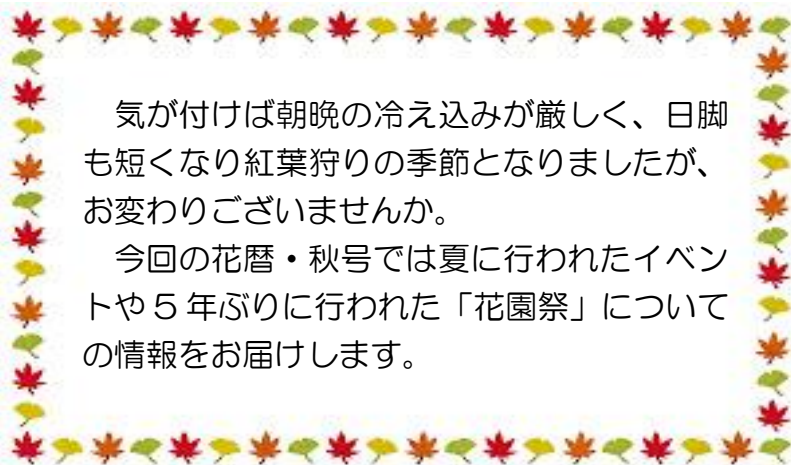 気が付けば朝晩の冷え込みが厳しく、日脚
も短くなり紅葉狩りの季節となりましたが、
お変わりございませんか。
　今回の花暦・秋号では夏に行われたイベン
トや５年ぶりに行われた「花園祭」について
の情報をお届けします。